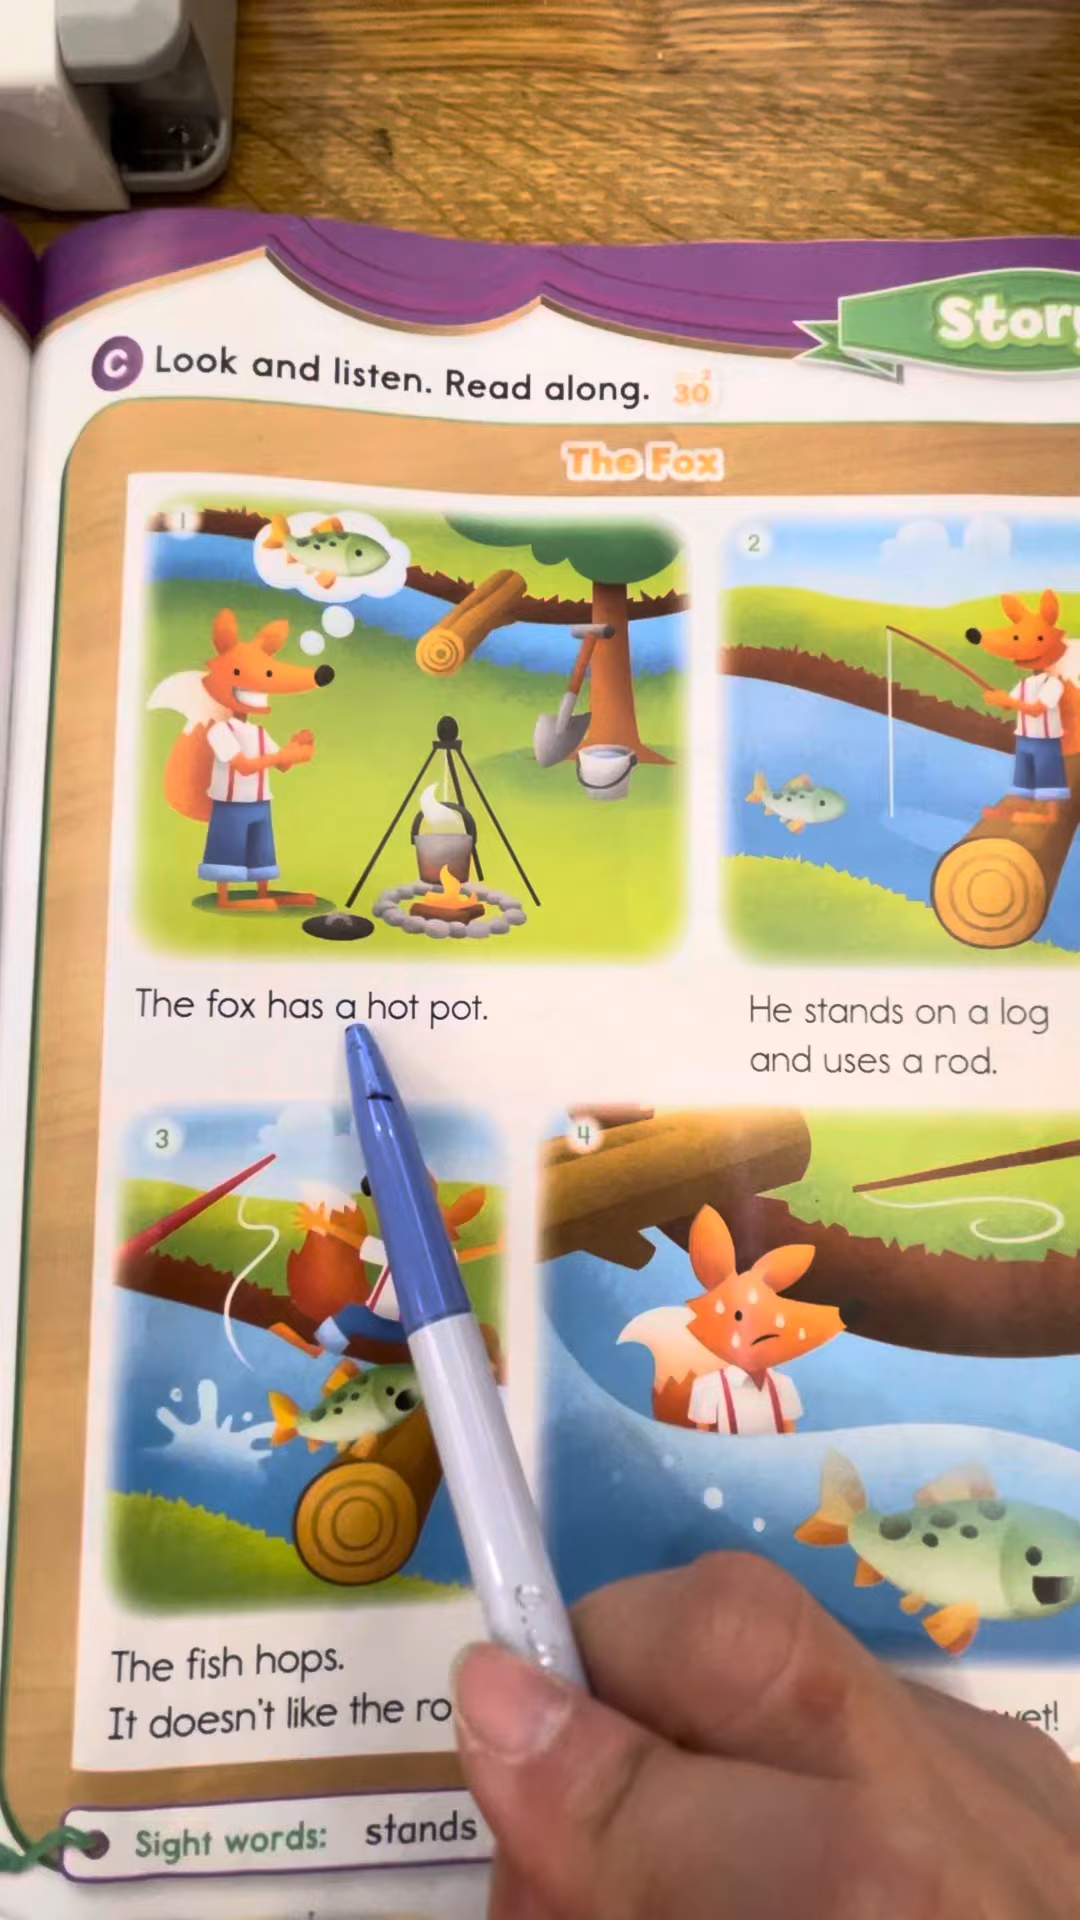 Story
C Look and listen. Read along. 30
The Fox
1
2
The fox has a hot pot.
He stands on a log
and uses a rod.
3
4
The fish hops.
It doesn't like the
Sight words: stands